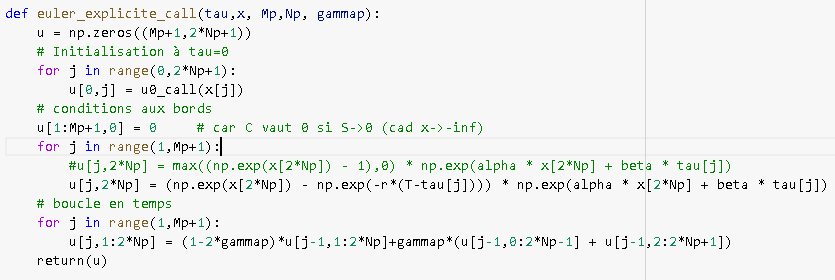 def euler_explicite_call(tau,x, Mp,Np, gammap):
    u = np.zeros((Mp+1,2*Np+1))
    # Initialisation à tau=0
    for j in range(0,2*Np+1):
        u[0,j] = u0_call(x[j])
    # conditions aux bords
    u[1:Mp+1,0] = 0     # car C vaut 0 si S->0 (cad x->-inf)
    for j in range(1,Mp+1):
        #u[j,2*Np] = max((np.exp(x[2*Np]) - 1),0) * np.exp(alpha * x[2*Np] + beta * tau[j])
        u[j,2*Np] = (np.exp(x[2*Np]) - np.exp(-r*(T-tau[j]))) * np.exp(alpha * x[2*Np] + beta * tau[j])
    # boucle en temps
    for j in range(1,Mp+1):
        u[j,1:2*Np] = (1-2*gammap)*u[j-1,1:2*Np]+gammap*(u[j-1,0:2*Np-1] + u[j-1,2:2*Np+1])
    return(u)